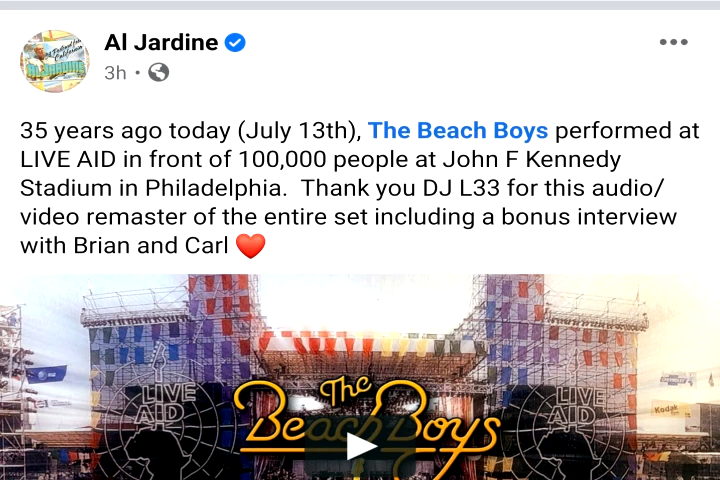 Al Jardine
3h
35 years ago today (July 13th), The Beach Boys performed at
LIVE AID in front of 100,000 people at John F Kennedy
Stadium in Philadelphia. Thank you DJ L33 for this audio/
video remaster of the entire set including a bonus interview
with Brian and Carl ❤️
LIVE AID
The Beach Boys
LIVE AID
Kodak
AL JARDINE